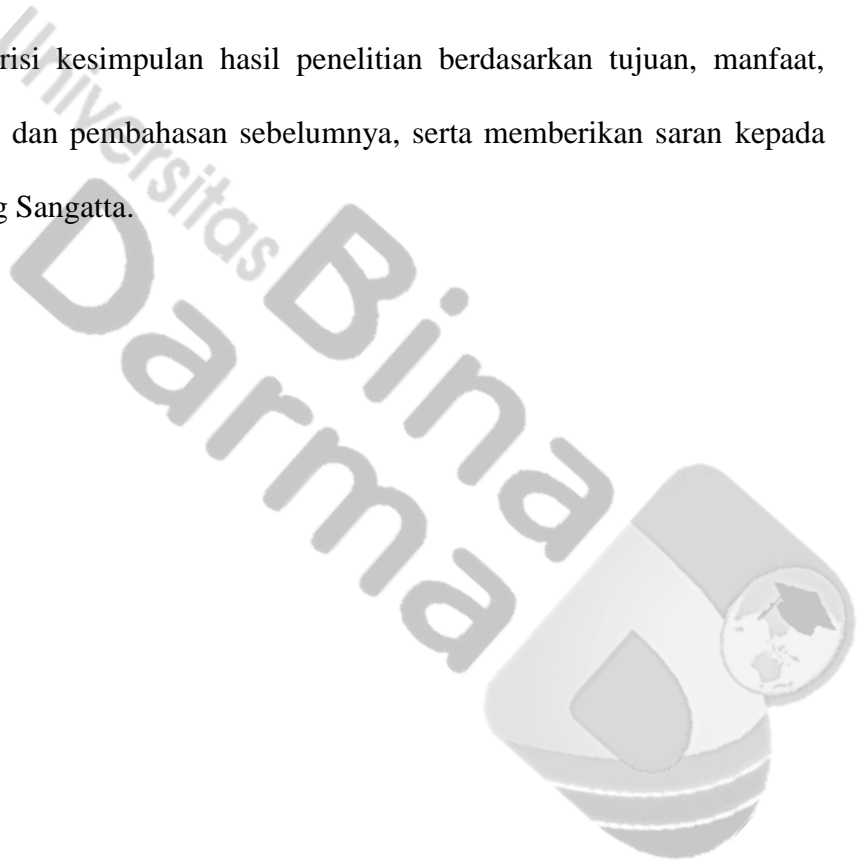 risi kesimpulan hasil penelitian berdasarkan tujuan, manfaat,
dan pembahasan sebelumnya, serta memberikan saran kepada
g Sangatta.
Universitas
Bina
Darma